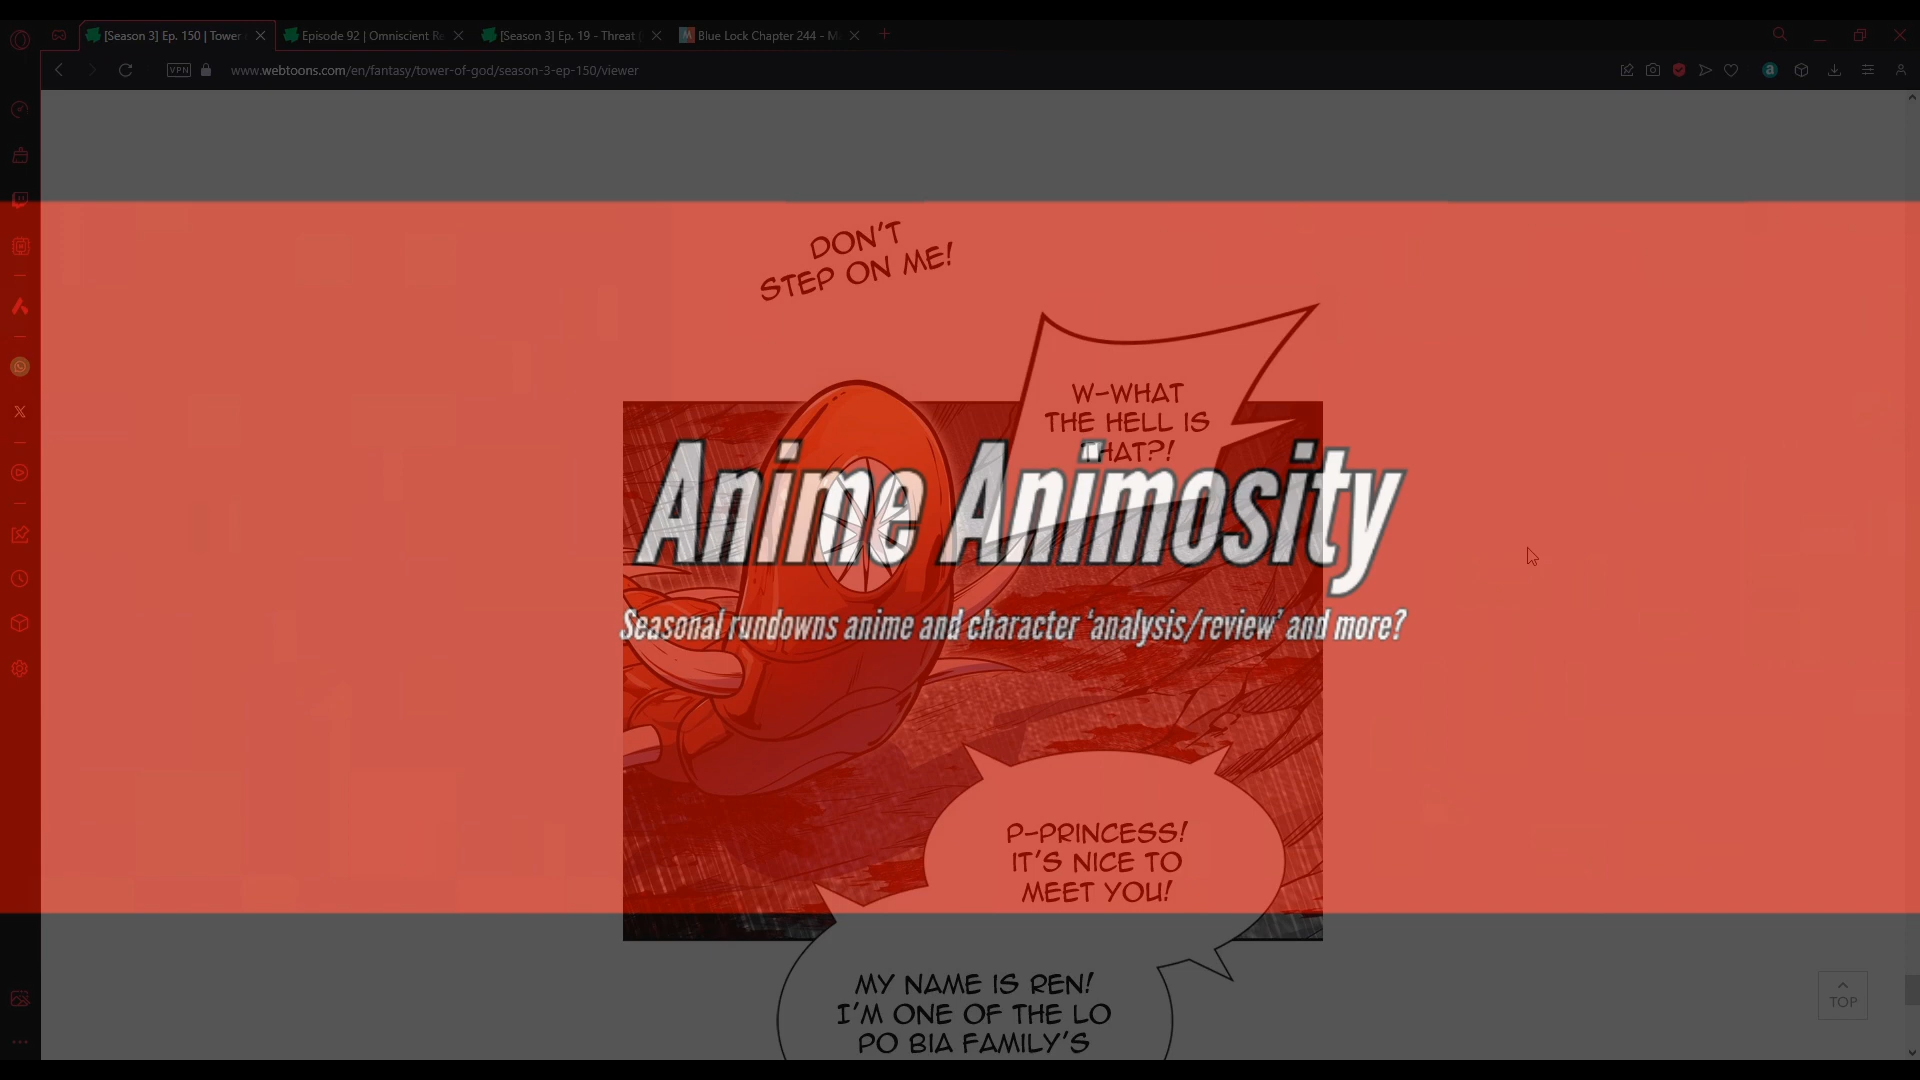 [Season 3] Ep. 150 | Tower
Episode 92 | Omniscient Re
[Season 3] Ep. 19 - Threat (
Blue Lock Chapter 244 - M
VPN
www.webtoons.com/en/fantasy/tower-of-god/season-3-ep-150/viewer
DON'T
STEP ON ME!
W-WHAT
THE HELL IS
THAT?!
Anime Animosity
Seasonal rundowns anime and character 'analysis/review' and more?
P-PRINCESS!
IT'S NICE TO
MEET YOU!
MY NAME IS REN!
I'M ONE OF THE LO
PO BIA FAMILY'S
TOP